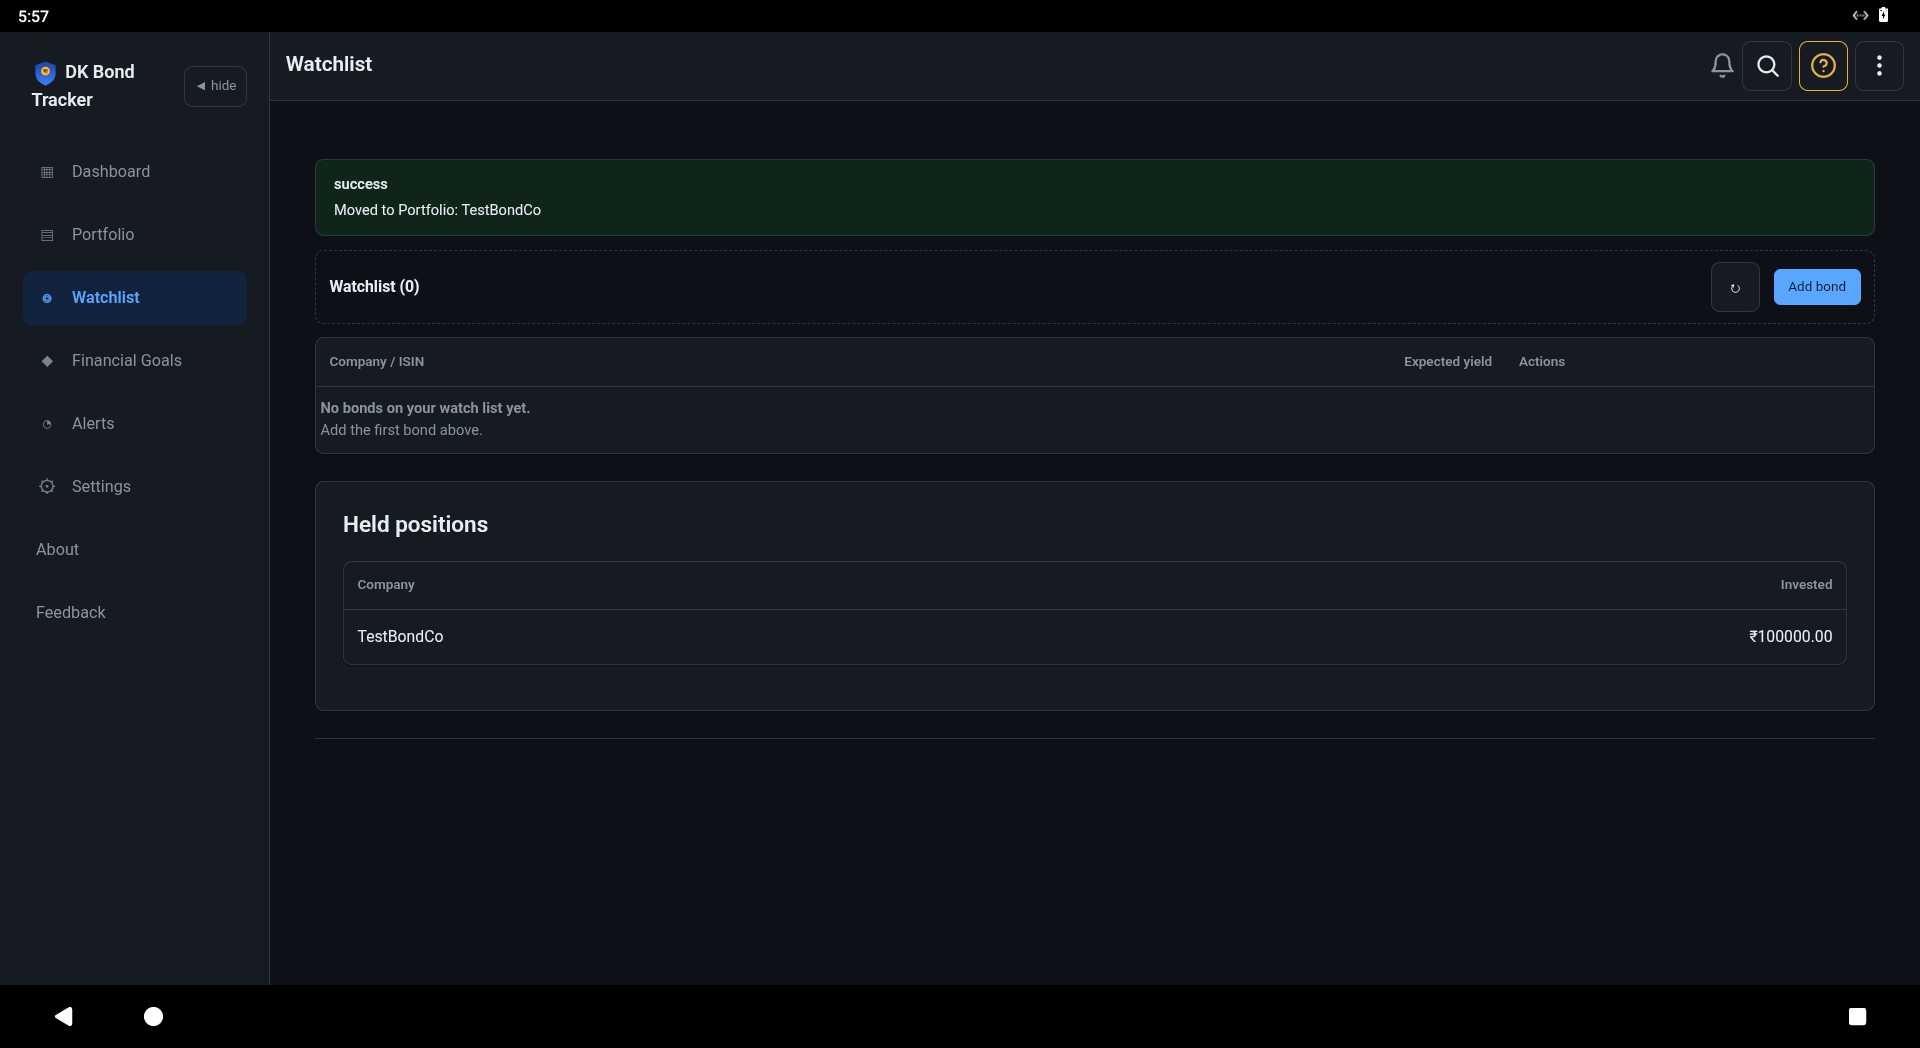 5:57
DK Bond
Tracker
◄ hide
Watchlist
Dashboard
Portfolio
Watchlist
Financial Goals
Alerts
Settings
About
Feedback
success
Moved to Portfolio: TestBondCo
Watchlist (0)
Add bond
Company / ISIN Expected yield Actions
No bonds on your watch list yet.
Add the first bond above.
Held positions
Company Invested
TestBondCo ₹100000.00